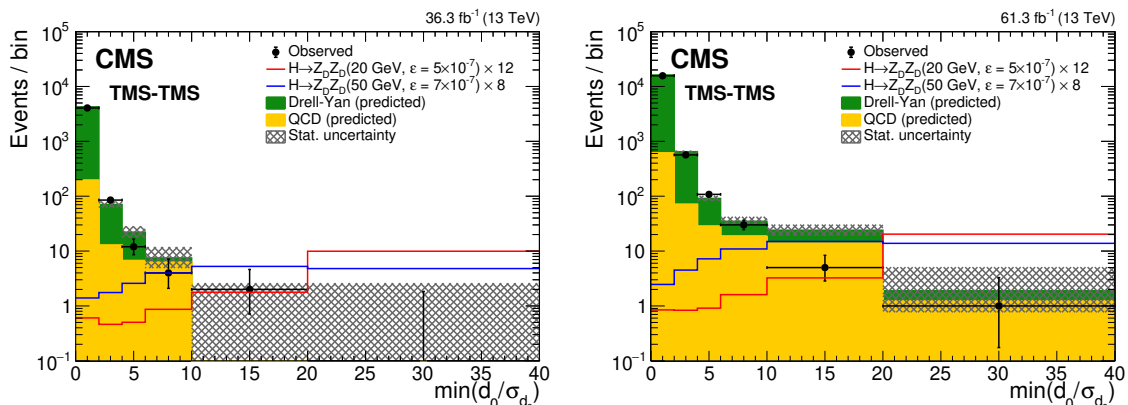 36.3 fb⁻¹ (13 TeV)
Events / bin
10⁵
10⁴
10³
10²
10
1
10⁻¹
CMS
TMS-TMS
Observed
H→Z_DZ_D(20 GeV, ε = 5×10⁻⁷) × 12
H→Z_DZ_D(50 GeV, ε = 7×10⁻⁷) × 8
Drell-Yan (predicted)
QCD (predicted)
Stat. uncertainty
0 5 10 15 20 25 30 35 40
min(d₀/σ_d₀)
61.3 fb⁻¹ (13 TeV)
Events / bin
10⁵
10⁴
10³
10²
10
1
10⁻¹
CMS
TMS-TMS
Observed
H→Z_DZ_D(20 GeV, ε = 5×10⁻⁷) × 12
H→Z_DZ_D(50 GeV, ε = 7×10⁻⁷) × 8
Drell-Yan (predicted)
QCD (predicted)
Stat. uncertainty
0 5 10 15 20 25 30 35 40
min(d₀/σ_d₀)